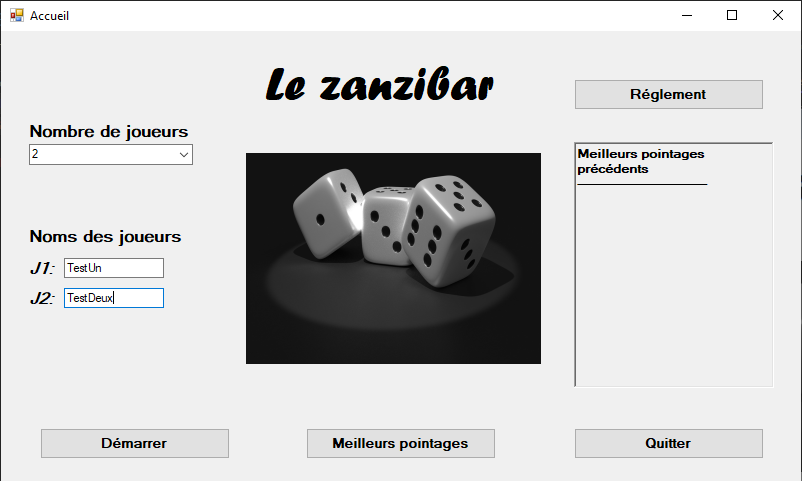 Accueil
Le zanzibar
Réglement
Nombre de joueurs
2
Meilleurs pointages
précédents
Noms des joueurs
J1: TestUn
J2: TestDeux
Démarrer
Meilleurs pointages
Quitter